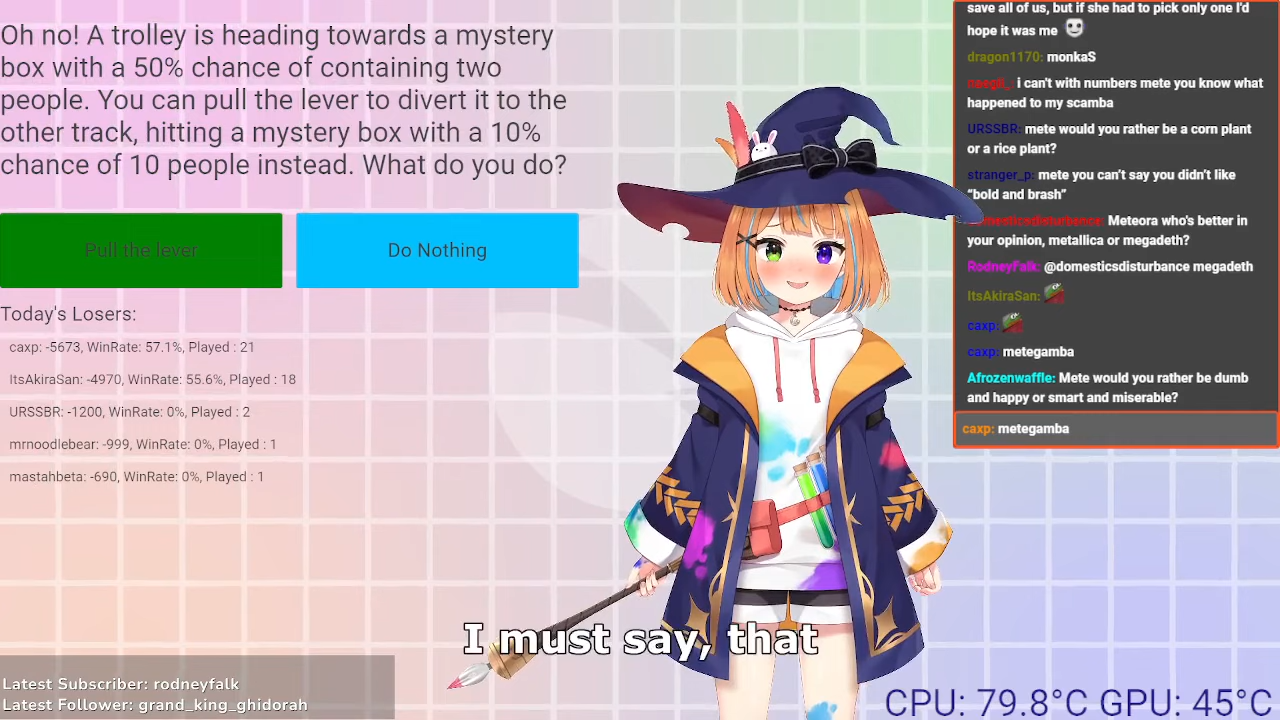 Oh no! A trolley is heading towards a mystery
box with a 50% chance of containing two
people. You can pull the lever to divert it to the
other track, hitting a mystery box with a 10%
chance of 10 people instead. What do you do?
Pull the lever
Do Nothing
Today's Losers:
caxp: -5673, WinRate: 57.1%, Played : 21
ItsAkiraSan: -4970, WinRate: 55.6%, Played : 18
URSSBR: -1200, WinRate: 0%, Played : 2
mrnoodlebear: -999, WinRate: 0%, Played : 1
mastahbeta: -690, WinRate: 0%, Played : 1
save all of us, but if she had to pick only one I'd
hope it was me
dragon1170: monkaS
i can't with numbers mete you know what
happened to my scamba
URSSBR: mete would you rather be a corn plant
or a rice plant?
stranger_p: mete you can't say you didn't like
“bold and brash”
domesticsdisturbance: Meteora who's better in
your opinion, metallica or megadeth?
RodneyFalk: @domesticsdisturbance megadeth
ItsAkiraSan:
caxp:
caxp: metegamba
Afrozenwaffle: Mete would you rather be dumb
and happy or smart and miserable?
caxp: metegamba
I must say, that
Latest Subscriber: rodneyfalk
Latest Follower: grand_king_ghidorah
CPU: 79.8°C GPU: 45°C